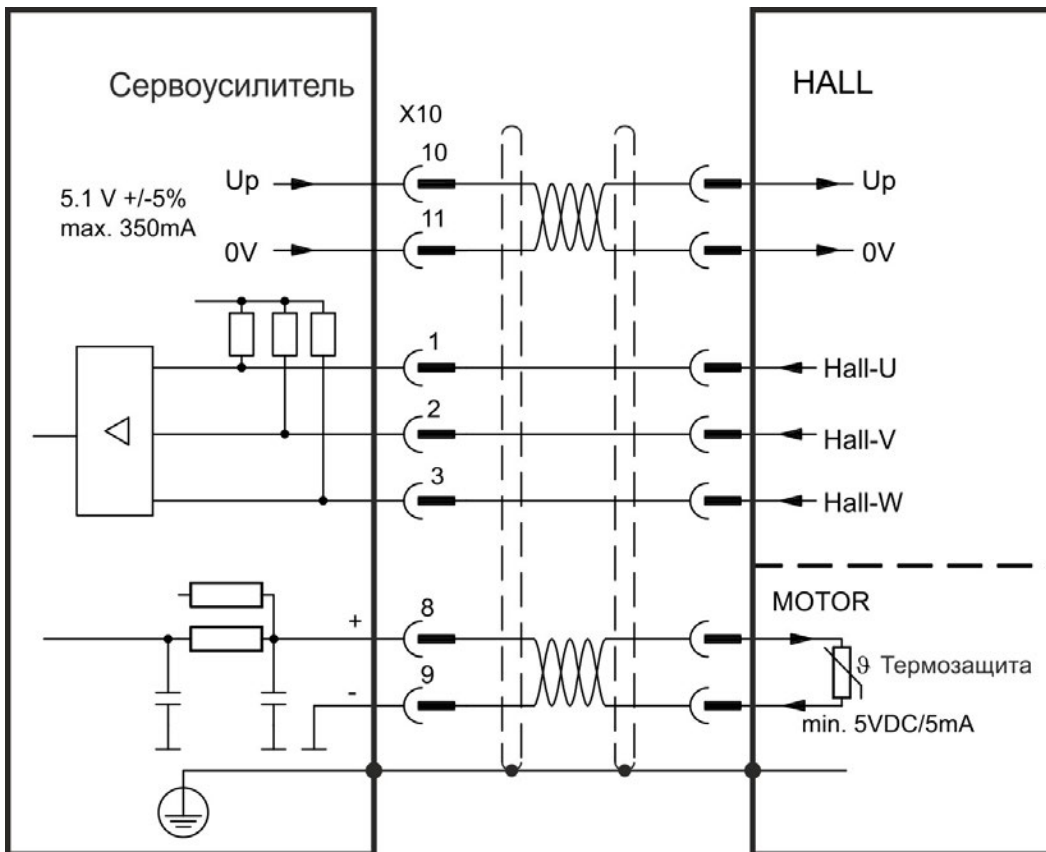 Сервоусилитель
HALL
X10
10
Up
Up
5.1 V +/-5%
max. 350mA
11
0V
0V
1
Hall-U
2
Hall-V
3
Hall-W
MOTOR
8
+
ϑ Термозащита
9
-
min. 5VDC/5mA